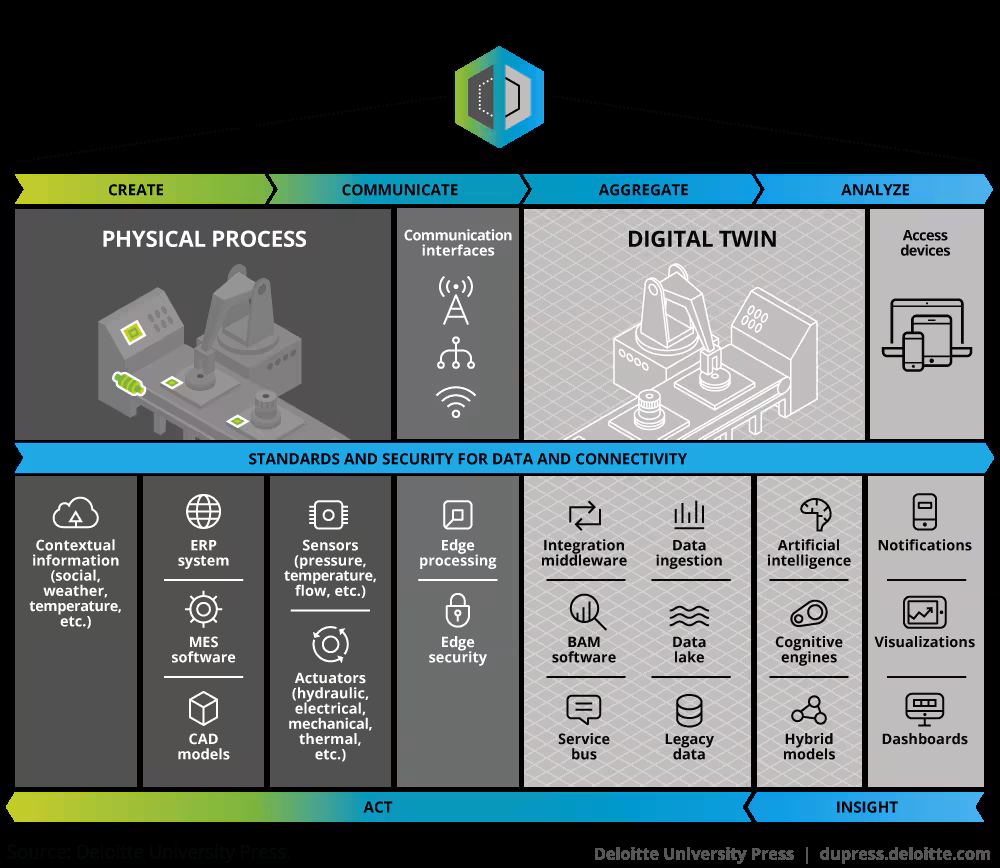 CREATE
COMMUNICATE
AGGREGATE
ANALYZE
PHYSICAL PROCESS
Communication
interfaces
DIGITAL TWIN
Access
devices
STANDARDS AND SECURITY FOR DATA AND CONNECTIVITY
Contextual
information
(social,
weather,
temperature,
etc.)
ERP
system
MES
software
CAD
models
Sensors
(pressure,
temperature,
flow, etc.)
Actuators
(hydraulic,
electrical,
mechanical,
thermal,
etc.)
Edge
processing
Edge
security
Integration
middleware
BAM
software
Service
bus
Data
ingestion
Data
lake
Legacy
data
Artificial
intelligence
Cognitive
engines
Hybrid
models
Notifications
Visualizations
Dashboards
ACT
INSIGHT
Source: Deloitte University Press.
Deloitte University Press | dupress.deloitte.com